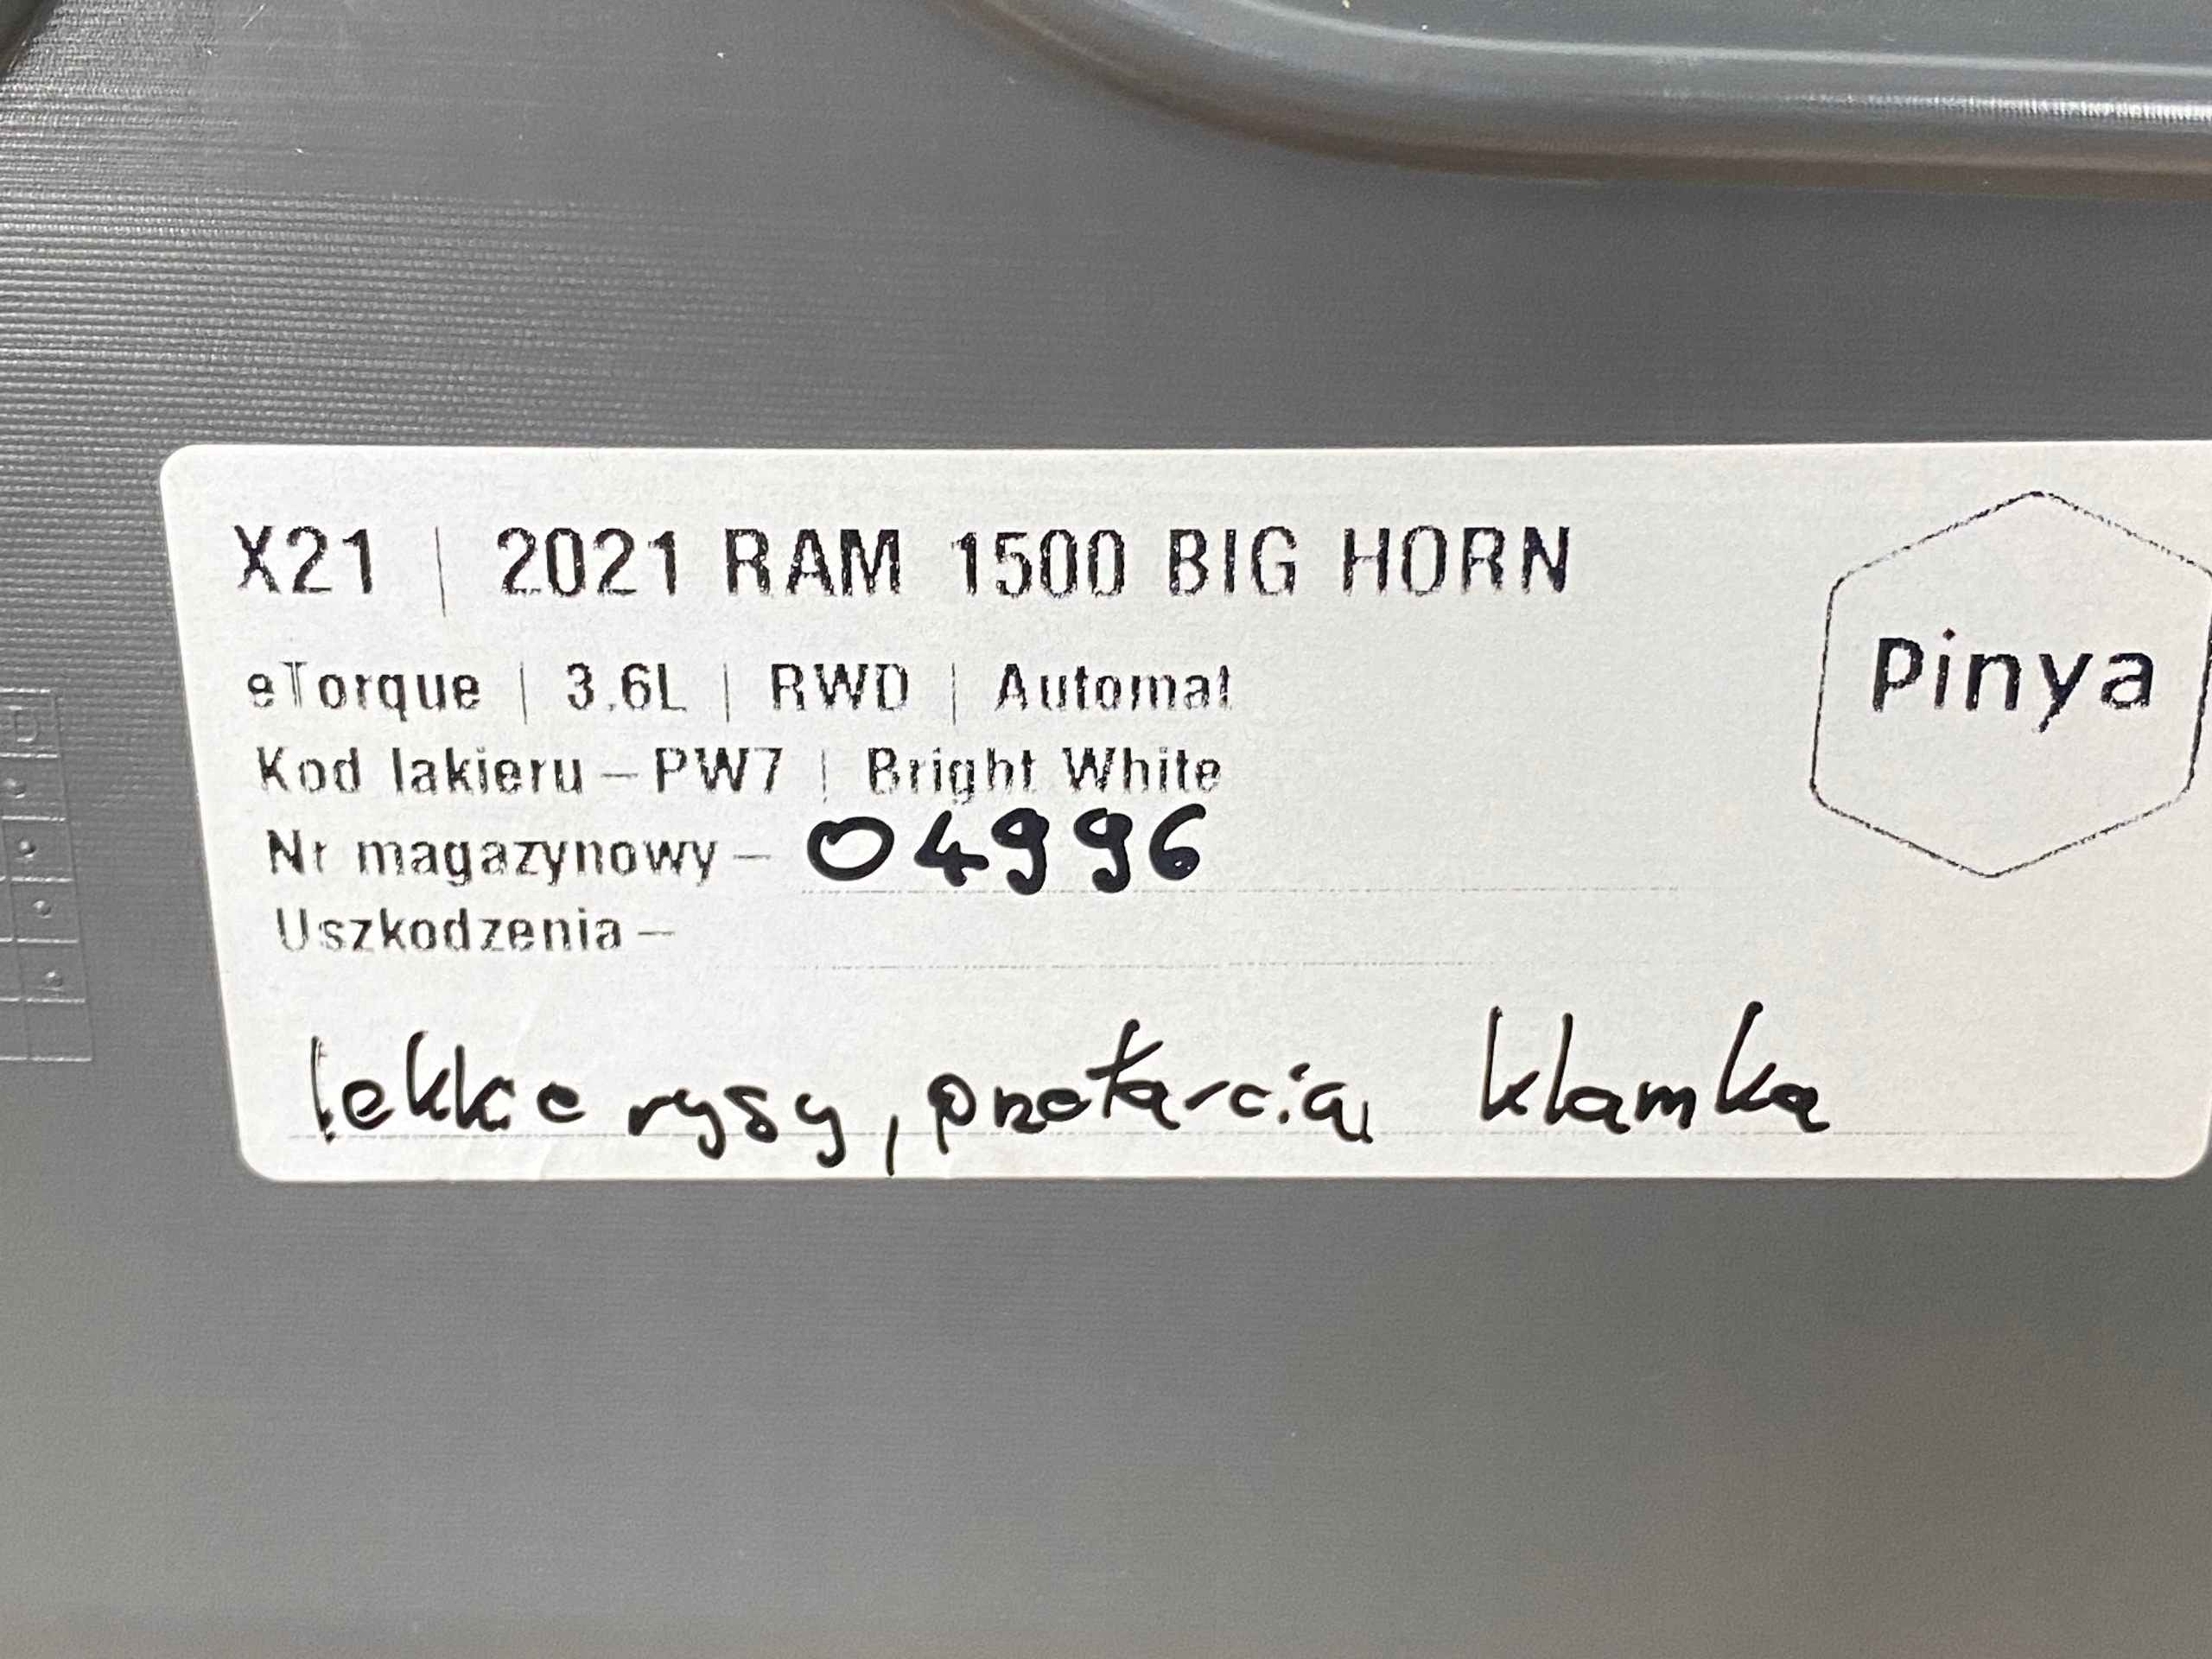 X21 | 2021 RAM 1500 BIG HORN
eTorque | 3.6L | RWD | Automat
Kod lakieru – PW7 | Bright White
Nr magazynowy – 04996
Uszkodzenia –
lekkie rysy, przetarcia, klamka
Pinya